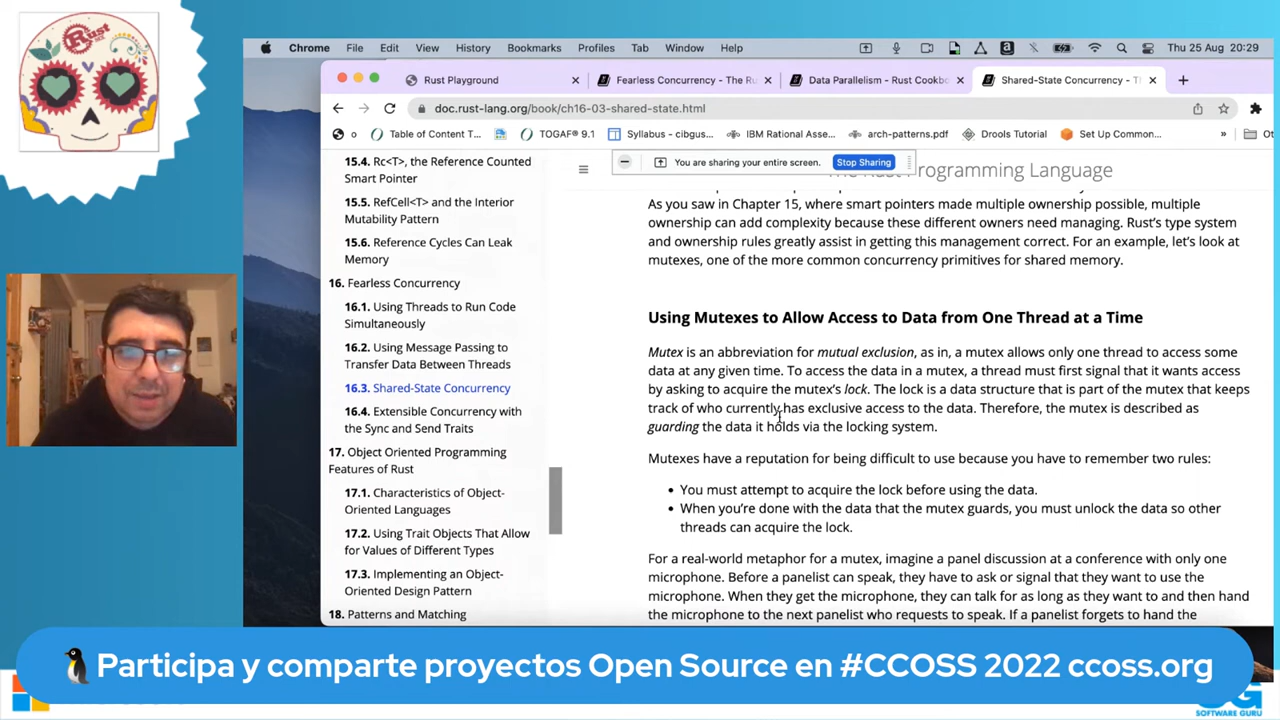 Rust
MX
Chrome File Edit View History Bookmarks Profiles Tab Window Help Thu 25 Aug 20:29
Rust Playground Fearless Concurrency - The Ru Data Parallelism - Rust Cookbo Shared-State Concurrency - Th
doc.rust-lang.org/book/ch16-03-shared-state.html
o Table of Content T... TOGAF® 9.1 Syllabus - cibgus... IBM Rational Asse... arch-patterns.pdf Drools Tutorial Set Up Common... » Ot
You are sharing your entire screen. Stop Sharing
Programming Language
15.4. Rc<T>, the Reference Counted
Smart Pointer
15.5. RefCell<T> and the Interior
Mutability Pattern
15.6. Reference Cycles Can Leak
Memory
16. Fearless Concurrency
16.1. Using Threads to Run Code
Simultaneously
16.2. Using Message Passing to
Transfer Data Between Threads
16.3. Shared-State Concurrency
16.4. Extensible Concurrency with
the Sync and Send Traits
17. Object Oriented Programming
Features of Rust
17.1. Characteristics of Object-
Oriented Languages
17.2. Using Trait Objects That Allow
for Values of Different Types
17.3. Implementing an Object-
Oriented Design Pattern
18. Patterns and Matching
As you saw in Chapter 15, where smart pointers made multiple ownership possible, multiple
ownership can add complexity because these different owners need managing. Rust's type system
and ownership rules greatly assist in getting this management correct. For an example, let's look at
mutexes, one of the more common concurrency primitives for shared memory.
Using Mutexes to Allow Access to Data from One Thread at a Time
Mutex is an abbreviation for mutual exclusion, as in, a mutex allows only one thread to access some
data at any given time. To access the data in a mutex, a thread must first signal that it wants access
by asking to acquire the mutex's lock. The lock is a data structure that is part of the mutex that keeps
track of who currently has exclusive access to the data. Therefore, the mutex is described as
guarding the data it holds via the locking system.
Mutexes have a reputation for being difficult to use because you have to remember two rules:
• You must attempt to acquire the lock before using the data.
• When you're done with the data that the mutex guards, you must unlock the data so other
threads can acquire the lock.
For a real-world metaphor for a mutex, imagine a panel discussion at a conference with only one
microphone. Before a panelist can speak, they have to ask or signal that they want to use the
microphone. When they get the microphone, they can talk for as long as they want to and then hand
the microphone to the next panelist who requests to speak. If a panelist forgets to hand the
Participa y comparte proyectos Open Source en #CCOSS 2022 ccoss.org
SOFTWARE GURU